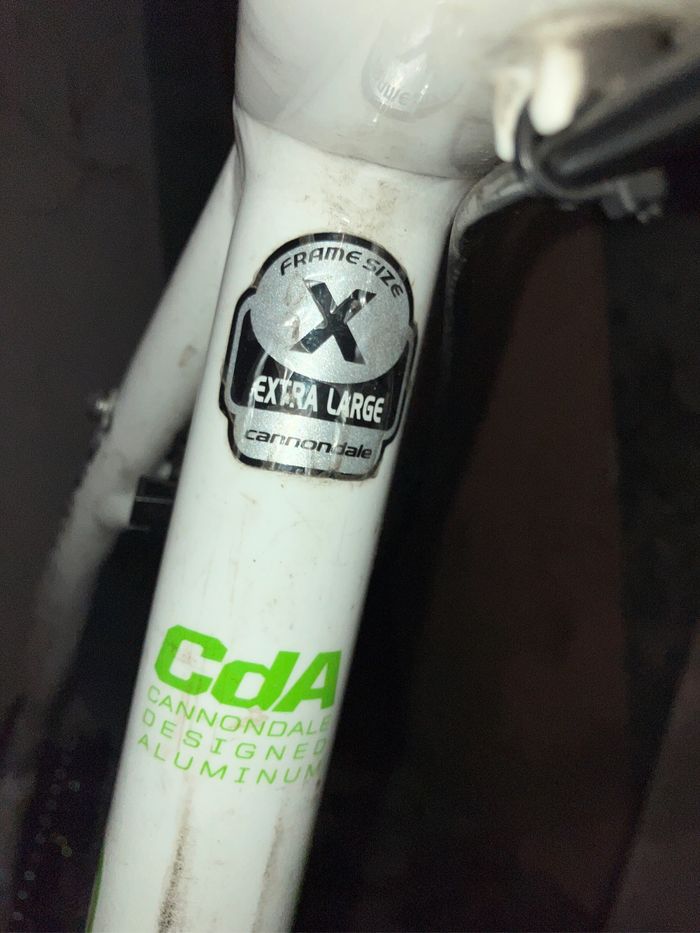 FRAME SIZE
X
EXTRA LARGE
cannondale
CdA
CANNONDALE
DESIGNED
ALUMINUM